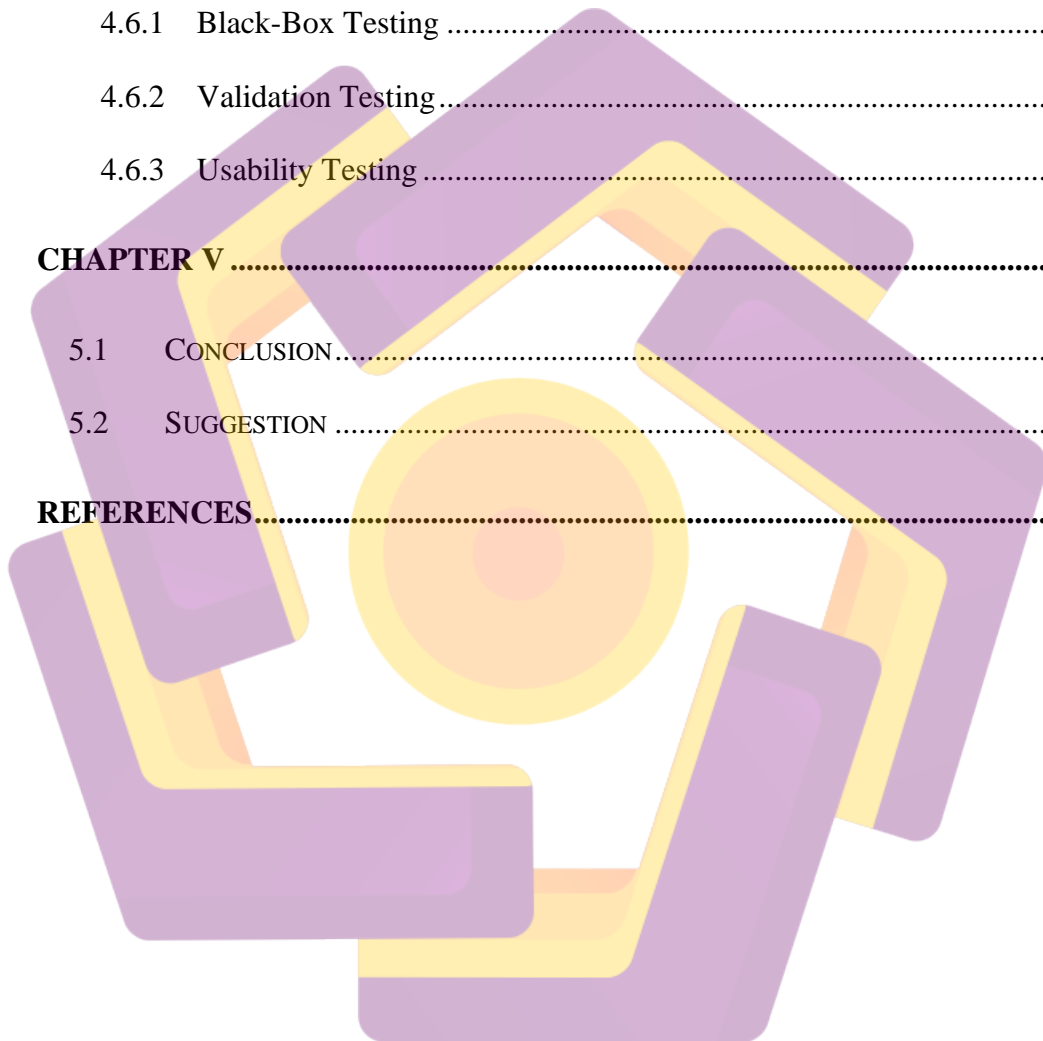 4.6.1 Black-Box Testing ................................................................................
4.6.2 Validation Testing ................................................................................
4.6.3 Usability Testing ................................................................................
CHAPTER V ................................................................................
5.1 CONCLUSION ................................................................................
5.2 SUGGESTION ................................................................................
REFERENCES ................................................................................